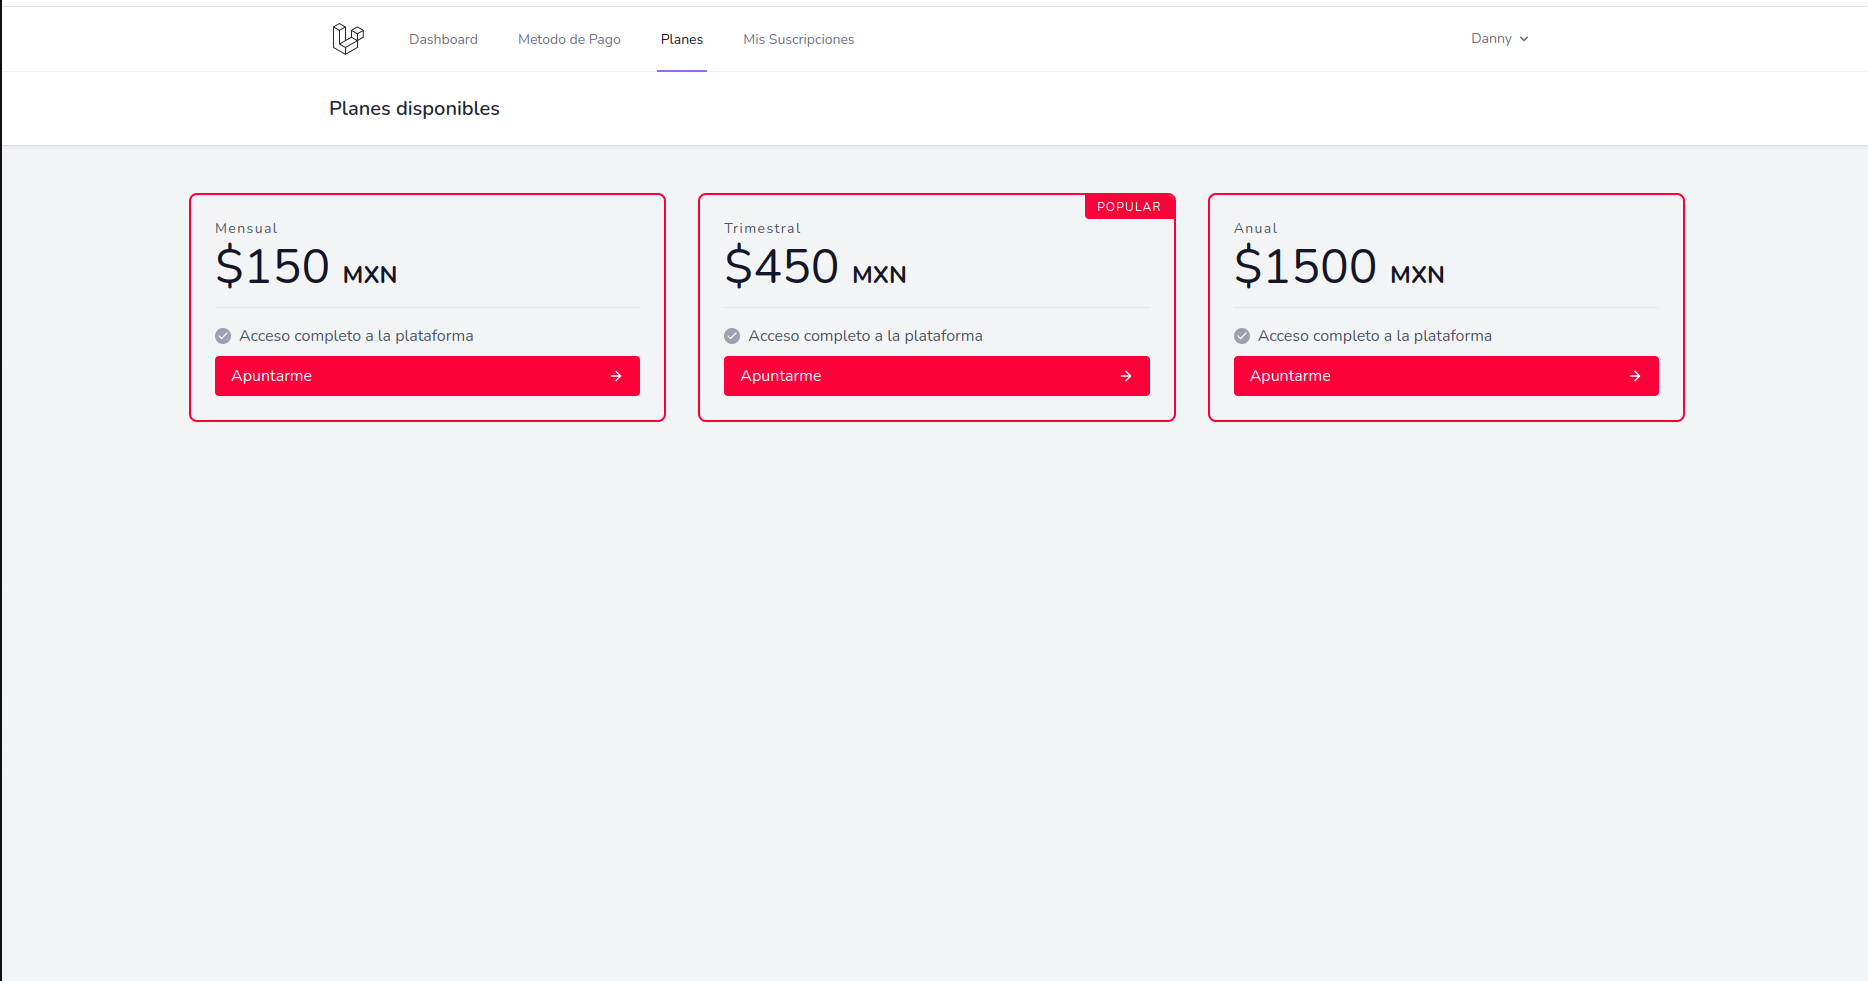 Dashboard Metodo de Pago Planes Mis Suscripciones Danny
Planes disponibles
Mensual
$150 MXN
Acceso completo a la plataforma
Apuntarme
POPULAR
Trimestral
$450 MXN
Acceso completo a la plataforma
Apuntarme
Anual
$1500 MXN
Acceso completo a la plataforma
Apuntarme